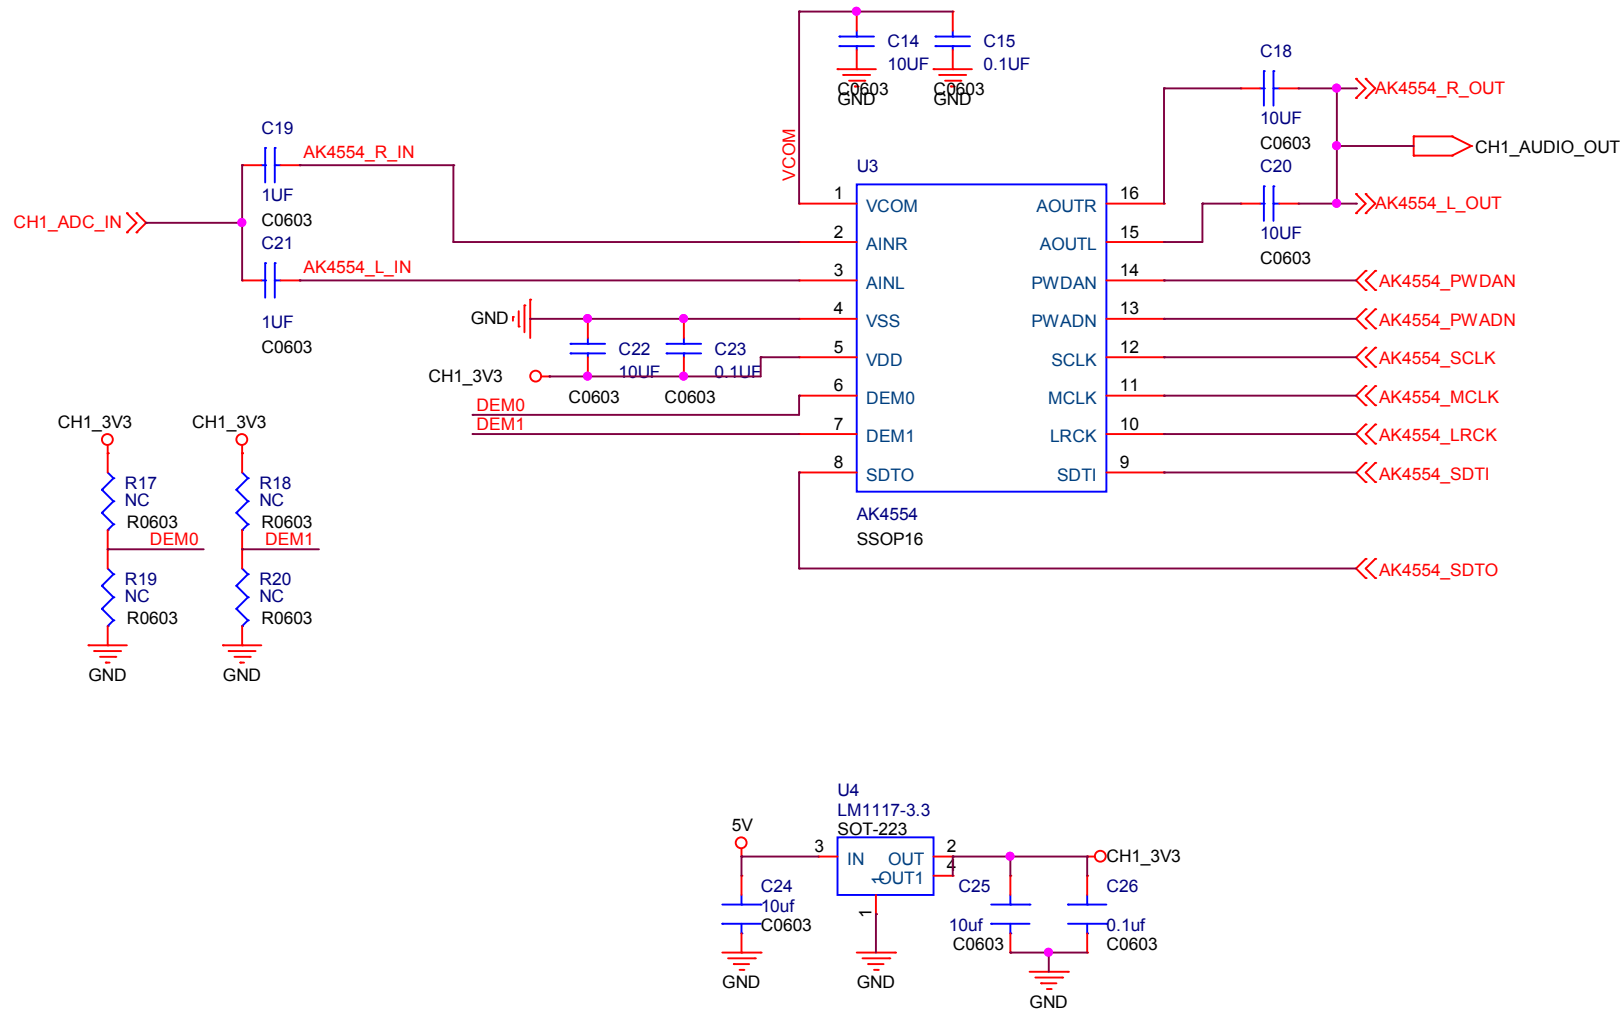 C14
10UF
C0603
GND
C15
0.1UF
C0603
GND
VCOM
C18
10UF
C0603
AK4554_R_OUT
CH1_AUDIO_OUT
C20
10UF
C0603
AK4554_L_OUT
C19
AK4554_R_IN
1UF
C0603
CH1_ADC_IN
C21
AK4554_L_IN
1UF
C0603
U3
1 VCOM
2 AINR
3 AINL
4 VSS
5 VDD
6 DEM0
7 DEM1
8 SDTO
AOUTR 16
AOUTL 15
PWDAN 14
PWADN 13
SCLK 12
MCLK 11
LRCK 10
SDTI 9
AK4554
SSOP16
AK4554_PWDAN
AK4554_PWADN
AK4554_SCLK
AK4554_MCLK
AK4554_LRCK
AK4554_SDTI
AK4554_SDTO
GND
C22
10UF
C0603
C23
0.1UF
C0603
CH1_3V3
DEM0
DEM1
CH1_3V3
R17
NC
R0603
DEM0
R19
NC
R0603
GND
CH1_3V3
R18
NC
R0603
DEM1
R20
NC
R0603
GND
U4
LM1117-3.3
SOT-223
5V
3 IN
OUT 2
OUT1 4
1
1
CH1_3V3
C24
10uf
C0603
GND
GND
C25
10uf
C0603
C26
0.1uf
C0603
GND